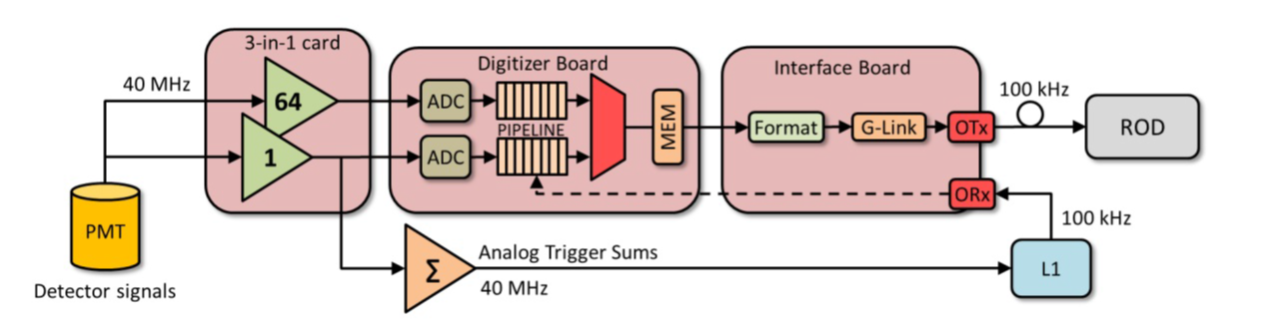 3-in-1 card
40 MHz
64
1
PMT
Detector signals
Digitizer Board
ADC
PIPELINE
ADC
MEM
Interface Board
Format
G-Link
OTx
ORx
100 kHz
ROD
100 kHz
L1
Σ
Analog Trigger Sums
40 MHz